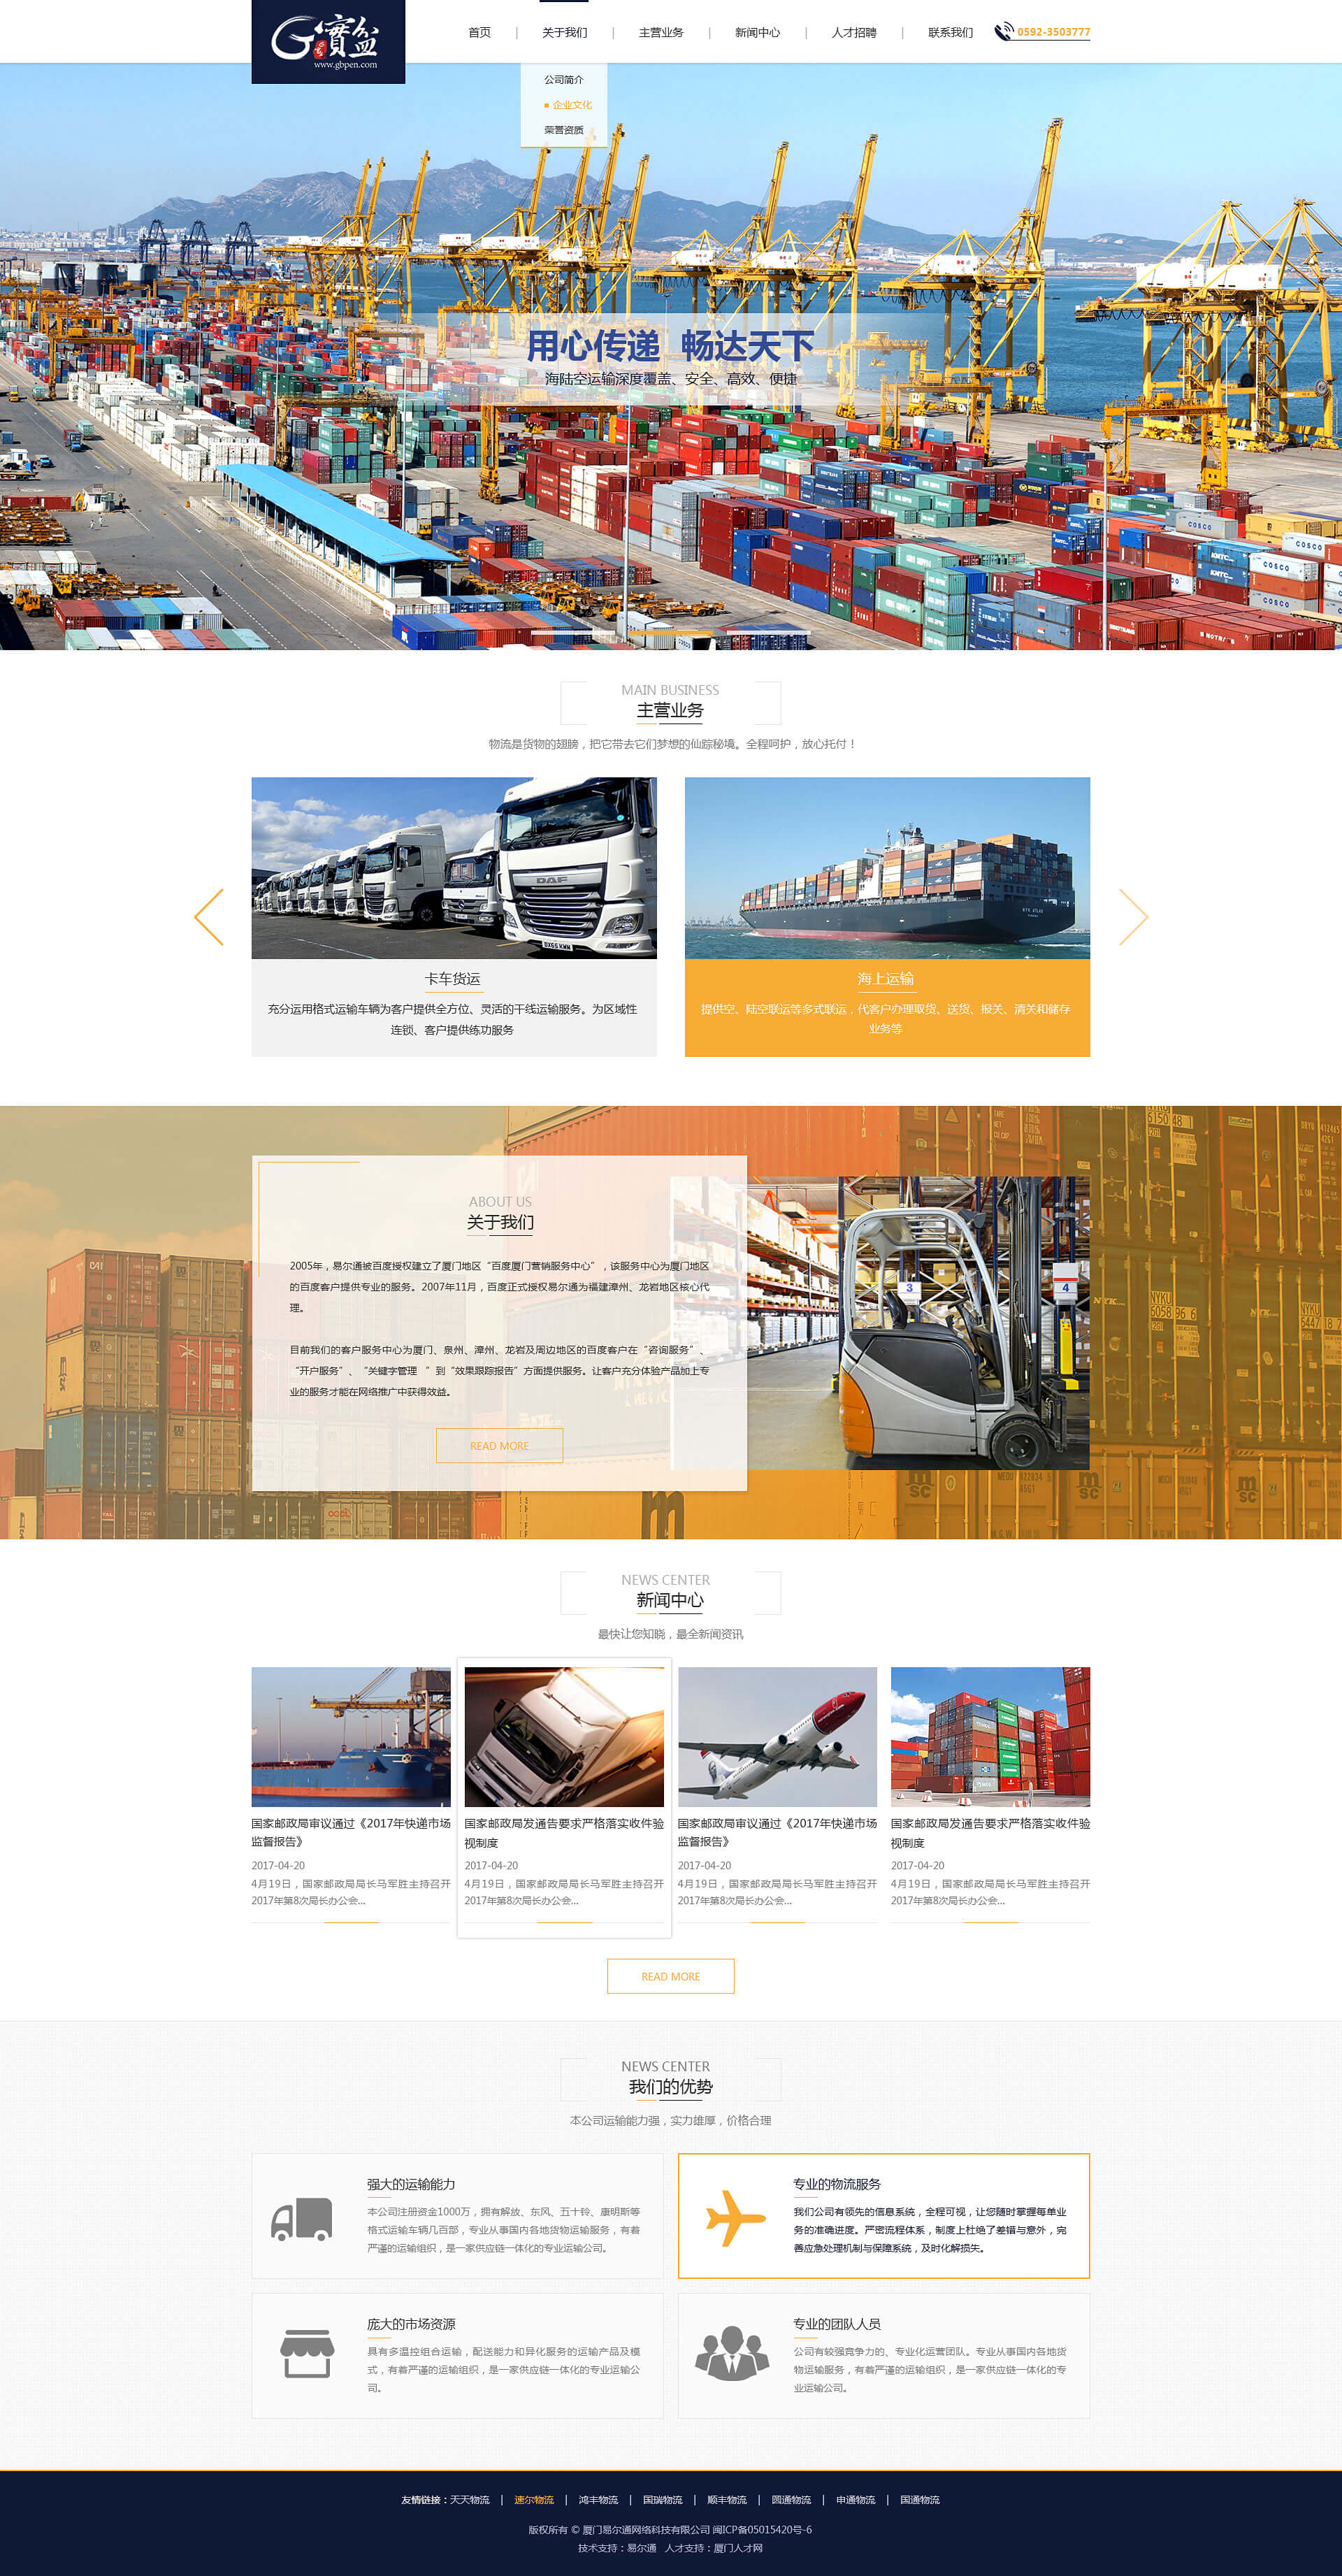 G宝盆
www.gbpen.com
首页 | 关于我们 | 主营业务 | 新闻中心 | 人才招聘 | 联系我们
0592-3503777
公司简介
企业文化
荣誉资质
用心传递 畅达天下
海陆空运输深度覆盖、安全、高效、便捷
MAIN BUSINESS
主营业务
物流是货物的翅膀，把它带去它们梦想的仙踪秘境。全程呵护，放心托付！
DAF
卡车货运
充分运用格式运输车辆为客户提供全方位、灵活的干线运输服务。为区域性
连锁、客户提供练功服务
海上运输
提供空、陆空联运等多式联运，代客户办理取货、送货、报关、清关和储存
业务等
ABOUT US
关于我们
2005年，易尔通被百度授权建立了厦门地区“百度厦门营销服务中心”，该服务中心为厦门地区
的百度客户提供专业的服务。2007年11月，百度正式授权易尔通为福建漳州、龙岩地区核心代
理。
目前我们的客户服务中心为厦门、泉州、漳州、龙岩及周边地区的百度客户在“咨询服务”、
“开户服务”、“关键字管理 ”到“效果跟踪报告”方面提供服务。让客户充分体验产品加上专
业的服务才能在网络推广中获得效益。
READ MORE
3
4
NEWS CENTER
新闻中心
最快让您知晓，最全新闻资讯
国家邮政局审议通过《2017年快递市场
监督报告》
2017-04-20
4月19日，国家邮政局局长马军胜主持召开
2017年第8次局长办公会...
国家邮政局发通告要求严格落实收件验
视制度
2017-04-20
4月19日，国家邮政局局长马军胜主持召开
2017年第8次局长办公会...
国家邮政局审议通过《2017年快递市场
监督报告》
2017-04-20
4月19日，国家邮政局局长马军胜主持召开
2017年第8次局长办公会...
国家邮政局发通告要求严格落实收件验
视制度
2017-04-20
4月19日，国家邮政局局长马军胜主持召开
2017年第8次局长办公会...
READ MORE
NEWS CENTER
我们的优势
本公司运输能力强，实力雄厚，价格合理
强大的运输能力
本公司注册资金1000万，拥有解放、东风、五十铃、康明斯等
格式运输车辆几百部，专业从事国内各地货物运输服务，有着
严谨的运输组织，是一家供应链一体化的专业运输公司。
专业的物流服务
我们公司有领先的信息系统，全程可视，让您随时掌握每单业
务的准确进度。严密流程体系，制度上杜绝了差错与意外，完
善应急处理机制与保障系统，及时化解损失。
庞大的市场资源
具有多温控组合运输，配送能力和异化服务的运输产品及模
式，有着严谨的运输组织，是一家供应链一体化的专业运输公
司。
专业的团队人员
公司有较强竞争力的、专业化运营团队。专业从事国内各地货
物运输服务，有着严谨的运输组织，是一家供应链一体化的专
业运输公司。
友情链接：天天物流 | 速尔物流 | 鸿丰物流 | 国瑞物流 | 顺丰物流 | 圆通物流 | 申通物流 | 国通物流
版权所有 © 厦门易尔通网络科技有限公司 闽ICP备05015420号-6
技术支持：易尔通 人才支持：厦门人才网